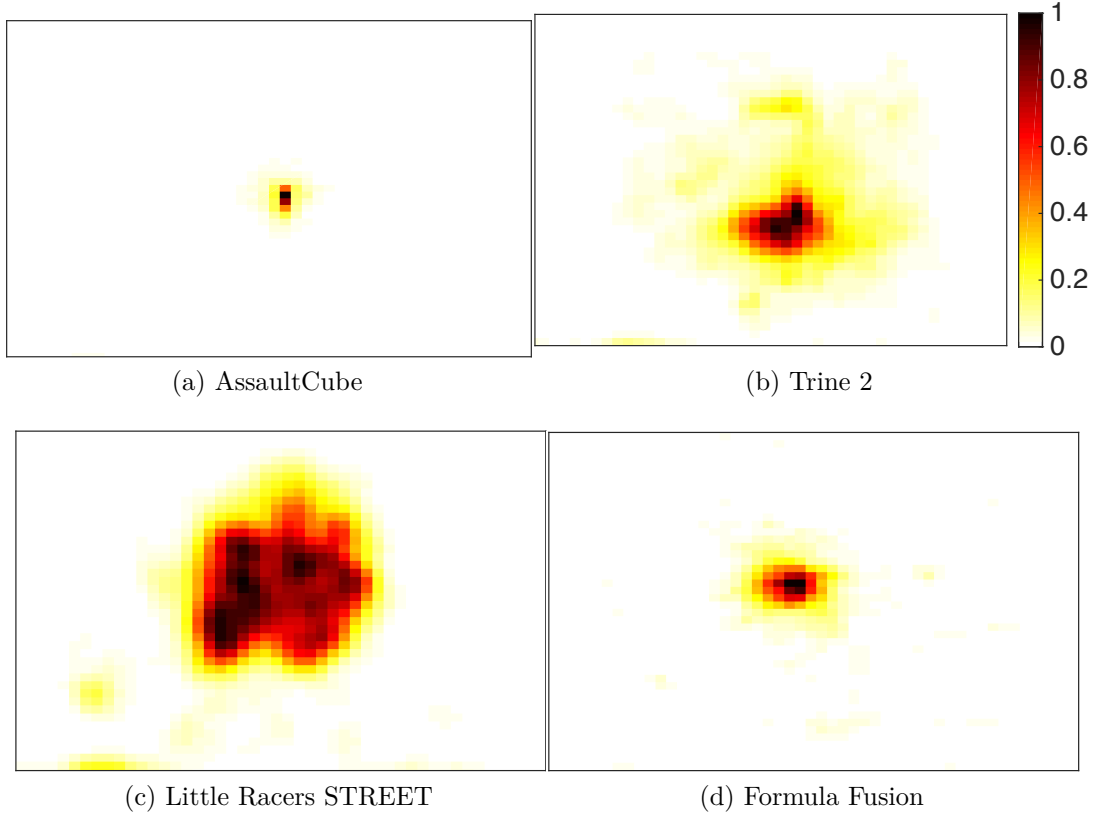 1
0.8
0.6
0.4
0.2
0
(a) AssaultCube
(b) Trine 2
(c) Little Racers STREET
(d) Formula Fusion